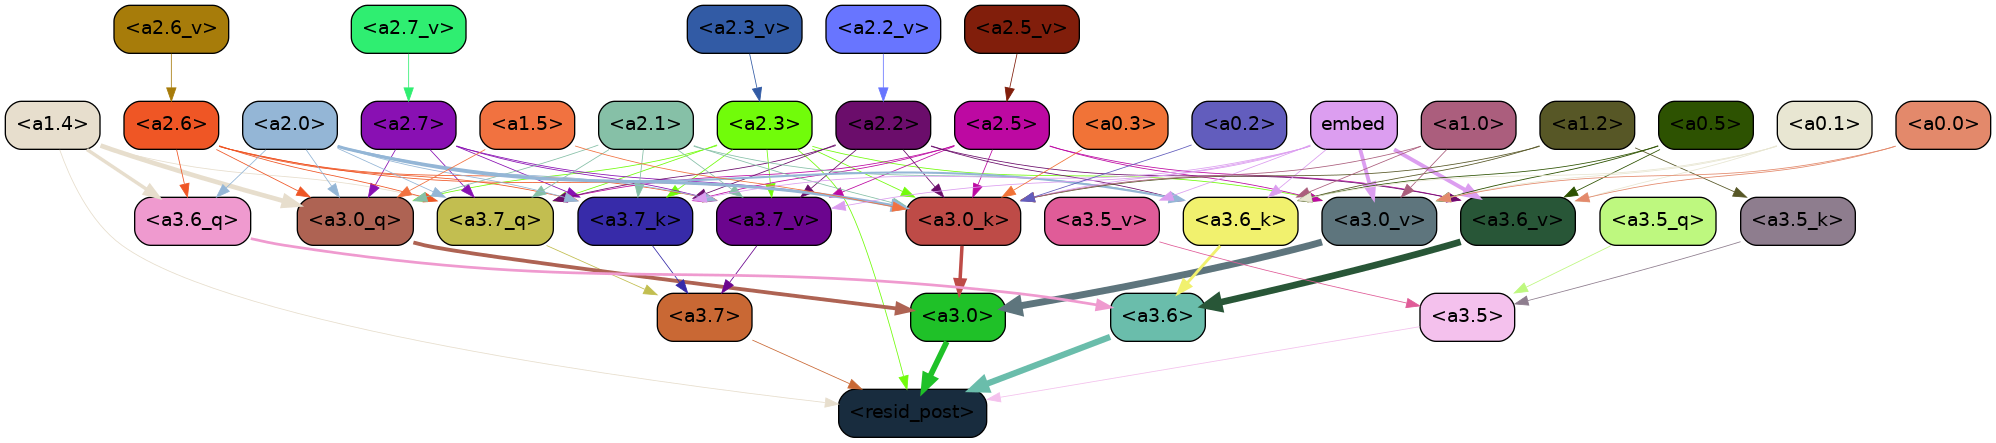 <a2.6_v> <a2.7_v> <a2.3_v> <a2.2_v> <a2.5_v>
<a1.4> <a2.6> <a2.0> <a2.7> <a1.5> <a2.1> <a2.3> <a2.2> <a2.5> <a0.3> <a0.2> embed <a1.0> <a1.2> <a0.5> <a0.1> <a0.0>
<a3.6_q> <a3.0_q> <a3.7_q> <a3.7_k> <a3.7_v> <a3.0_k> <a3.5_v> <a3.6_k> <a3.0_v> <a3.6_v> <a3.5_q> <a3.5_k>
<a3.7> <a3.0> <a3.6> <a3.5>
<resid_post>